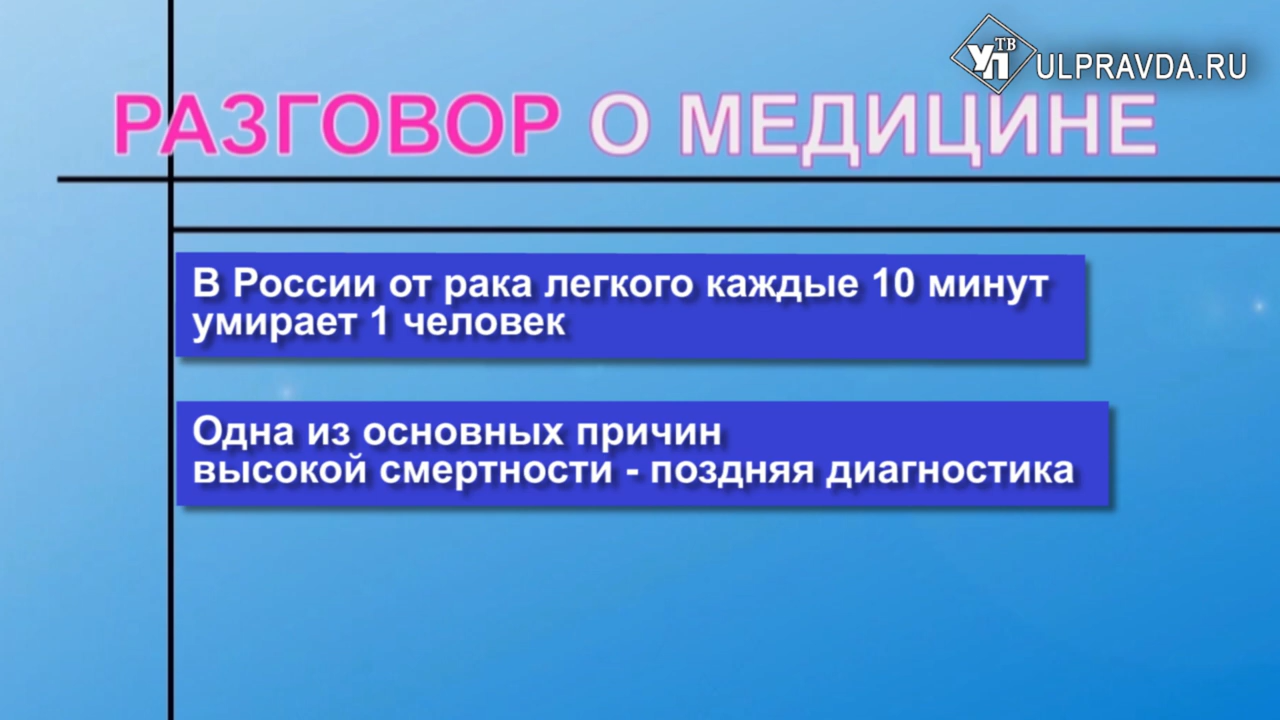 УП ТВ ULPRAVDA.RU
РАЗГОВОР О МЕДИЦИНЕ
В России от рака легкого каждые 10 минут
умирает 1 человек
Одна из основных причин
высокой смертности - поздняя диагностика